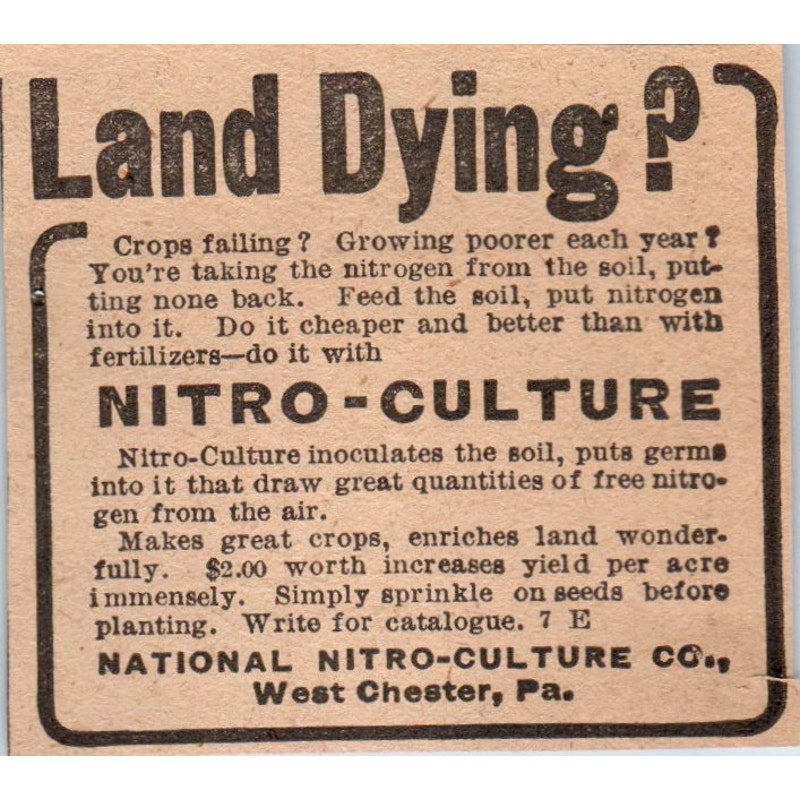 Land Dying?
Crops failing? Growing poorer each year?
You're taking the nitrogen from the soil, put-
ting none back. Feed the soil, put nitrogen
into it. Do it cheaper and better than with
fertilizers—do it with
NITRO-CULTURE
Nitro-Culture inoculates the soil, puts germs
into it that draw great quantities of free nitro-
gen from the air.
Makes great crops, enriches land wonder-
fully. $2.00 worth increases yield per acre
immensely. Simply sprinkle on seeds before
planting. Write for catalogue. 7 E
NATIONAL NITRO-CULTURE CO.,
West Chester, Pa.